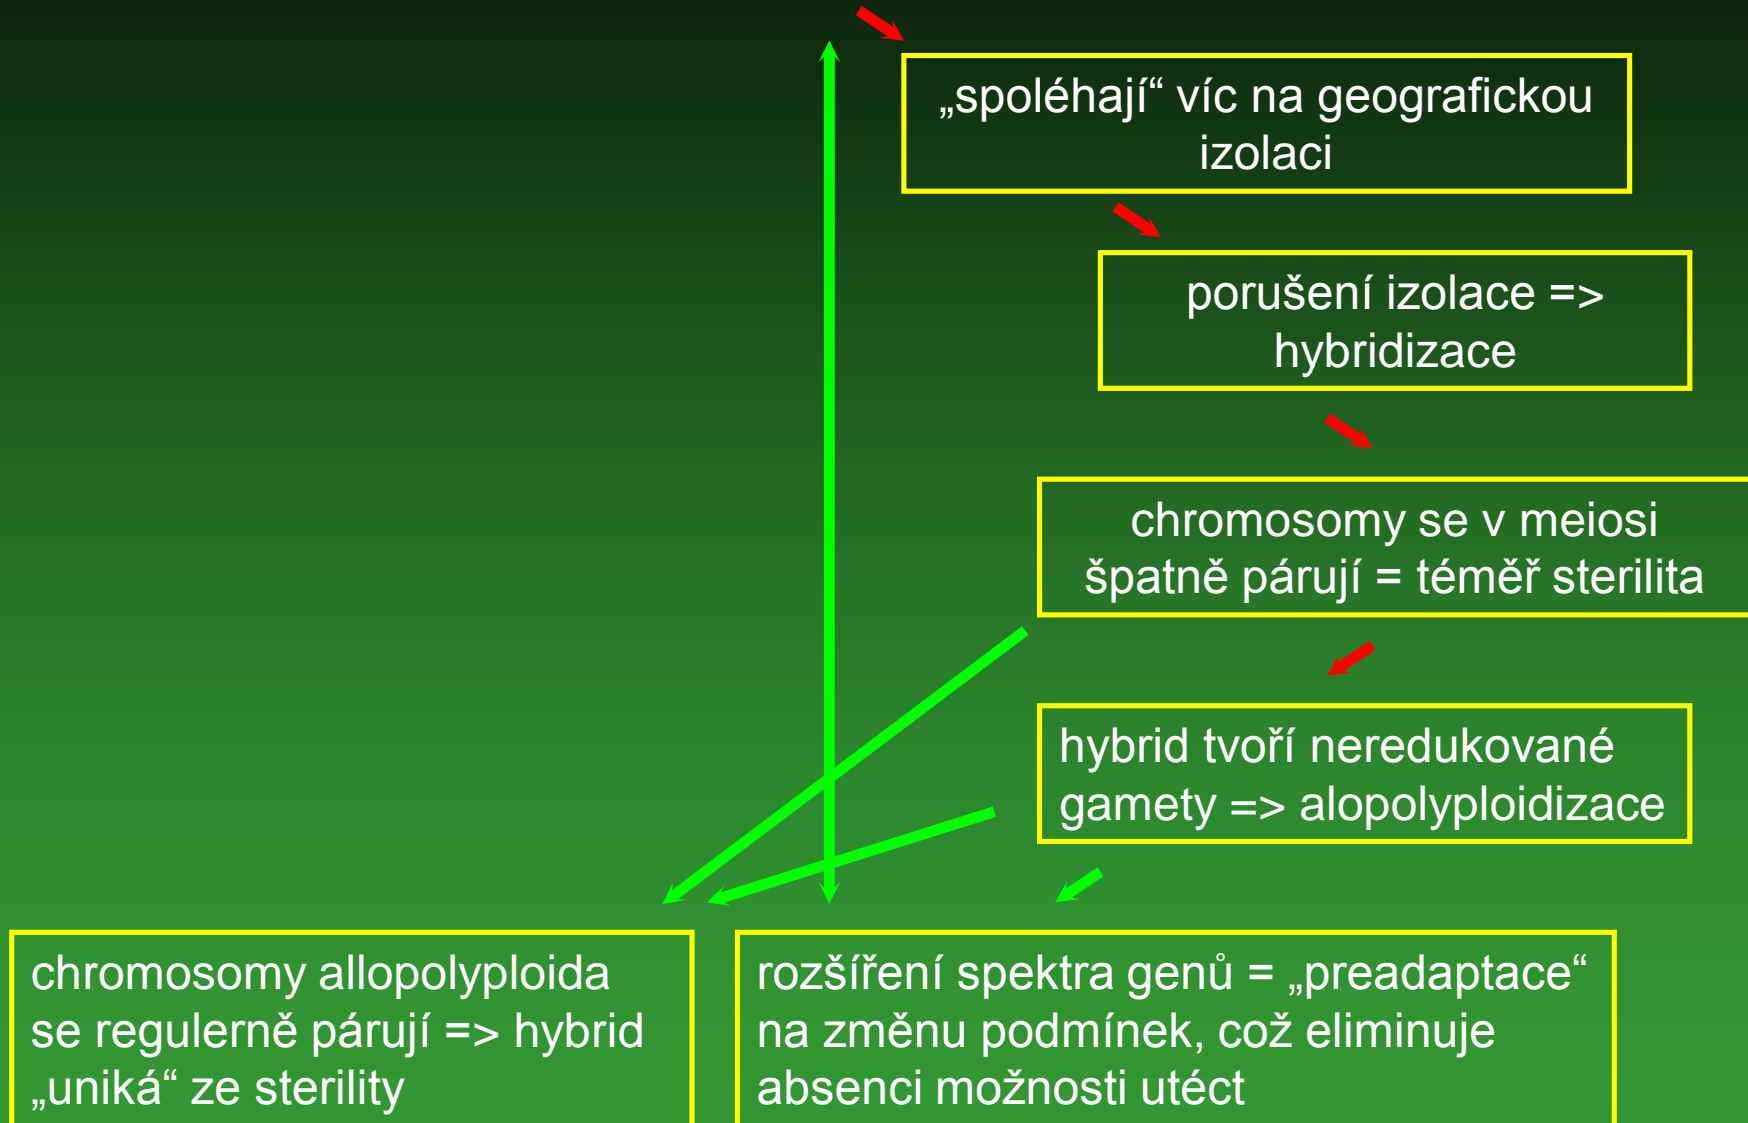 „spoléhají“ víc na geografickou
izolaci
porušení izolace =>
hybridizace
chromosomy se v meiosi
špatně párují = téměř sterilita
hybrid tvoří neredukované
gamety => alopolyploidizace
chromosomy allopolyploida
se regulerně párují => hybrid
„uniká“ ze sterility
rozšíření spektra genů = „preadaptace“
na změnu podmínek, což eliminuje
absenci možnosti utéct